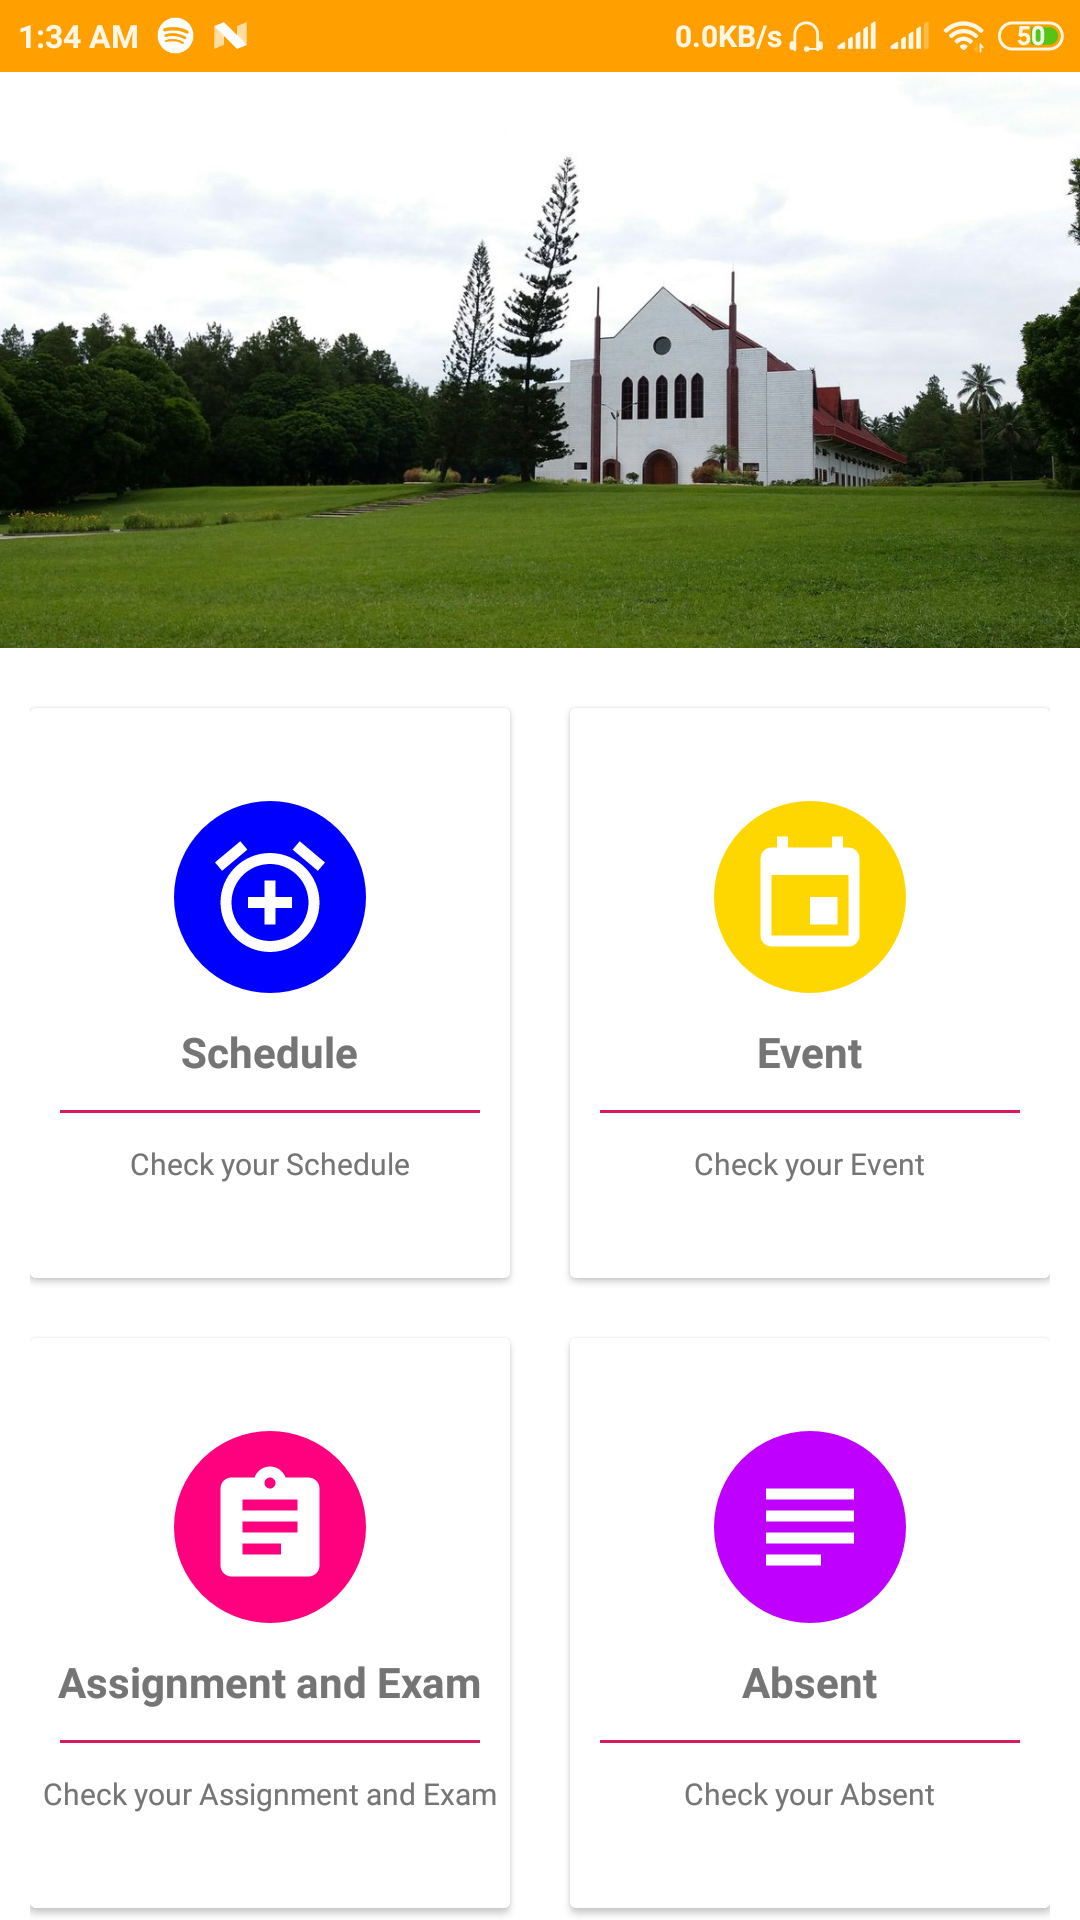 1:34 AM 0.0KB/s 50
Schedule
Check your Schedule
Event
Check your Event
Assignment and Exam
Check your Assignment and Exam
Absent
Check your Absent